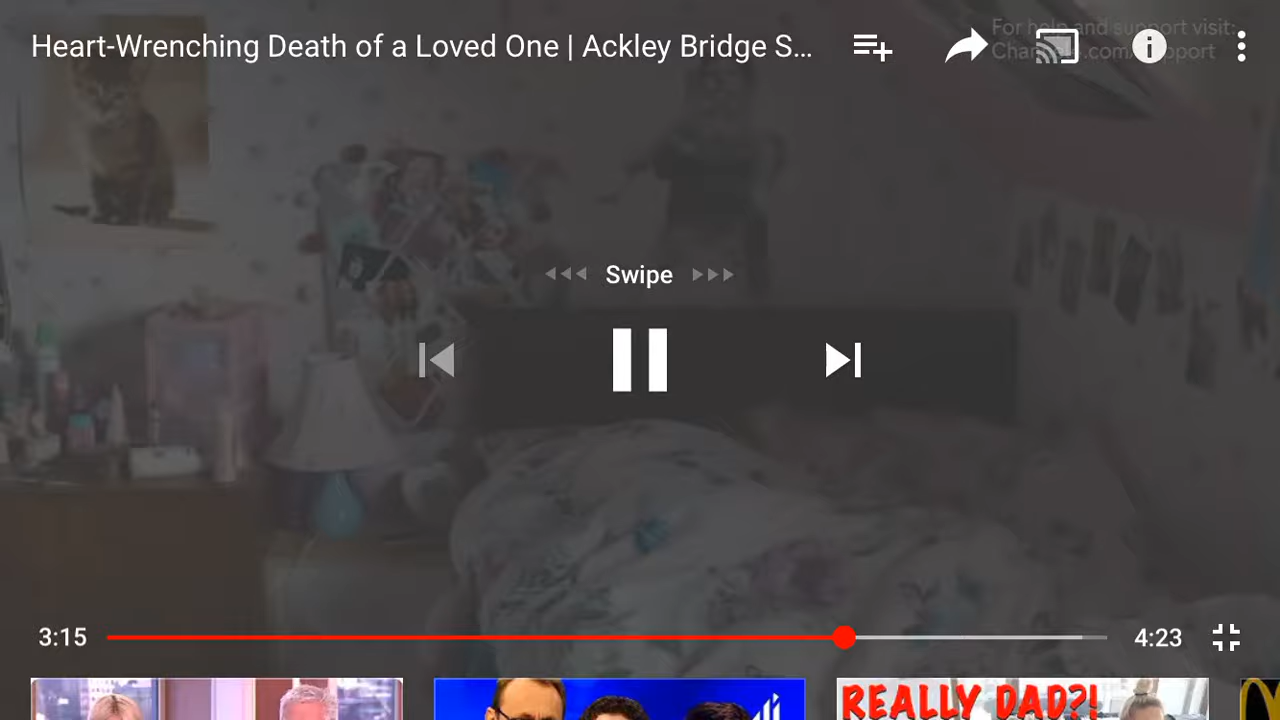 For help and support visit:
Heart-Wrenching Death of a Loved One | Ackley Bridge S...
Swipe
3:15
4:23
REALLY DAD?!